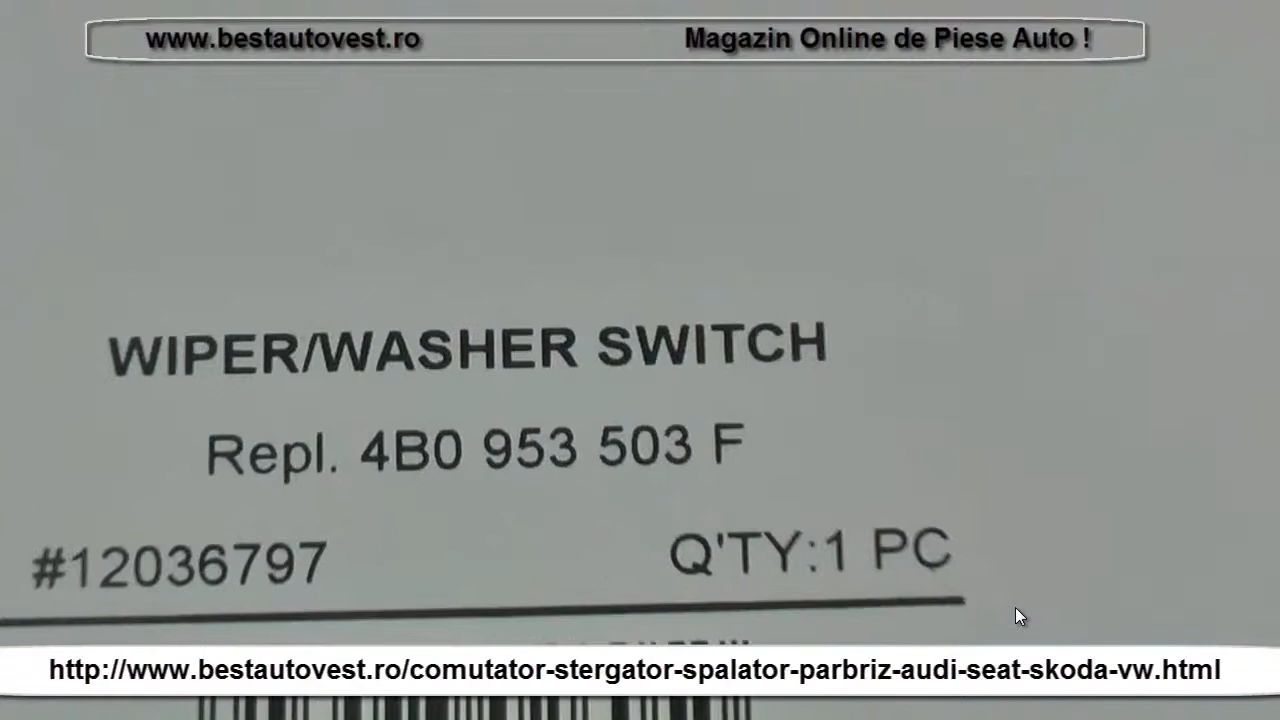 www.bestautovest.ro Magazin Online de Piese Auto !
WIPER/WASHER SWITCH
Repl. 4B0 953 503 F
#12036797 Q'TY:1 PC
http://www.bestautovest.ro/comutator-stergator-spalator-parbriz-audi-seat-skoda-vw.html